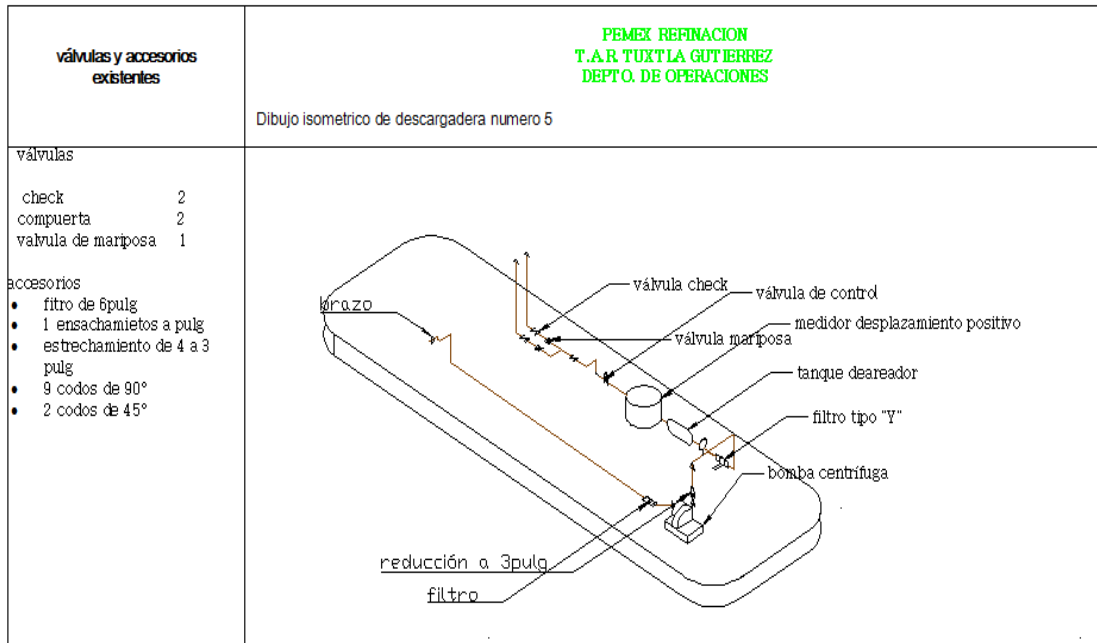 válvulas y accesorios
existentes
PEMEX REFINACION
T.A.R. TUXTLA GUTIERREZ
DEPTO. DE OPERACIONES
Dibujo isometrico de descargadera numero 5
válvulas
check 2
compuerta 2
valvula de mariposa 1
accesorios
• fitro de 6pulg
• 1 ensachamietos a pulg
• estrechamiento de 4 a 3
pulg
• 9 codos de 90°
• 2 codos de 45°
brazo
válvula check
válvula de control
válvula mariposa
medidor desplazamiento positivo
tanque deareador
filtro tipo "Y"
bomba centrífuga
reducción a 3pulg
filtro